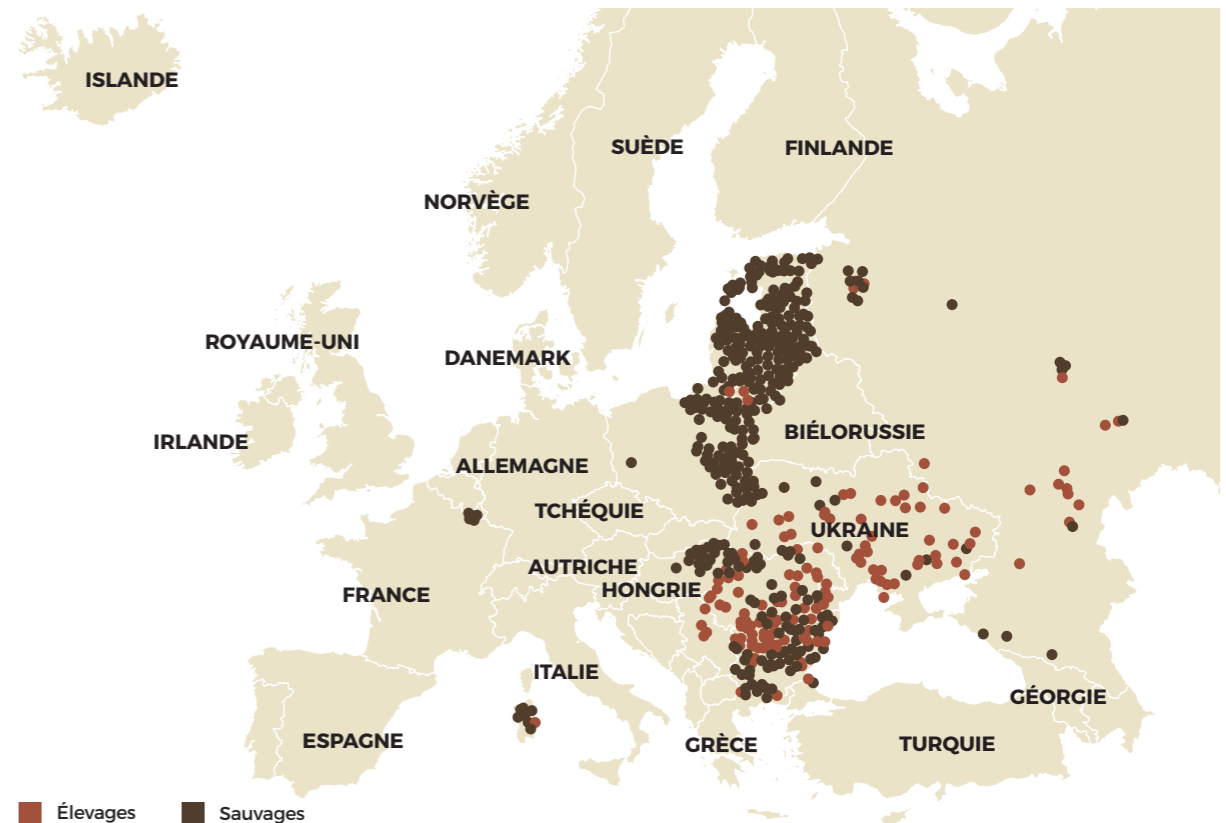 ISLANDE
SUÈDE
FINLANDE
NORVÈGE
ROYAUME-UNI
DANEMARK
BIÉLORUSSIE
IRLANDE
ALLEMAGNE
TCHÉQUIE
UKRAINE
AUTRICHE
HONGRIE
FRANCE
ITALIE
GÉORGIE
ESPAGNE
GRÈCE
TURQUIE
Élevages
Sauvages